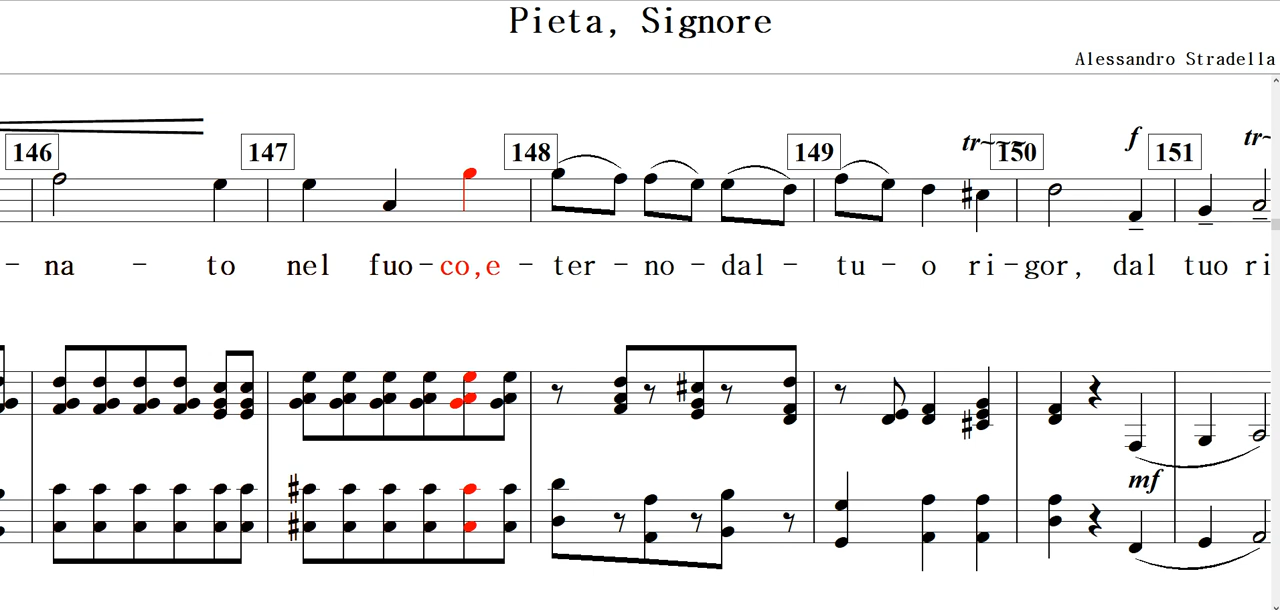 Pieta, Signore
Alessandro Stradella
146 147 148 149 150 151
tr tr
f
- na - to nel fuo-co,e - ter - no - dal - tu - o ri-gor, dal tuo ri
mf